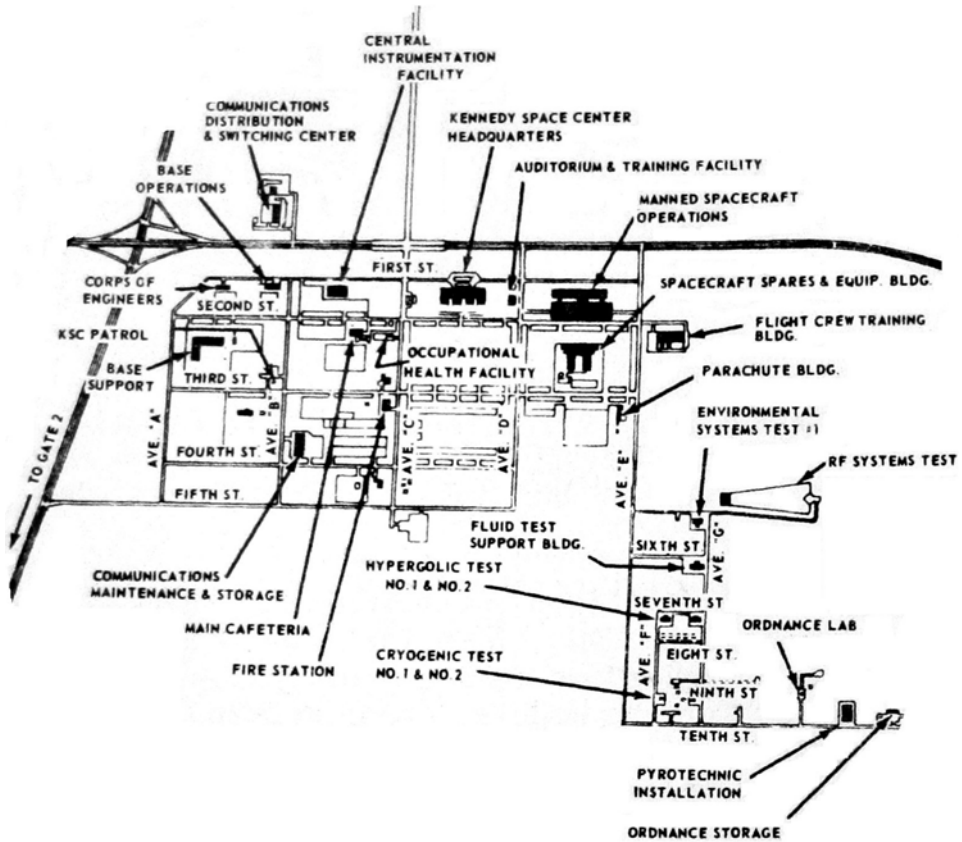 CENTRAL
INSTRUMENTATION
FACILITY
COMMUNICATIONS
DISTRIBUTION
& SWITCHING CENTER
KENNEDY SPACE CENTER
HEADQUARTERS
BASE
OPERATIONS
AUDITORIUM & TRAINING FACILITY
MANNED SPACECRAFT
OPERATIONS
FIRST ST.
CORPS OF
ENGINEERS
SECOND ST.
SPACECRAFT SPARES & EQUIP. BLDG.
KSC PATROL
FLIGHT CREW TRAINING
BLDG.
BASE
SUPPORT
THIRD ST.
OCCUPATIONAL
HEALTH FACILITY
PARACHUTE BLDG.
AVE. "A"
AVE. "B"
AVE. "C"
AVE. "D"
AVE. "E"
ENVIRONMENTAL
SYSTEMS TEST #1
TO GATE 2
FOURTH ST.
RF SYSTEMS TEST
FIFTH ST.
FLUID TEST
SUPPORT BLDG.
SIXTH ST.
AVE. "G"
COMMUNICATIONS
MAINTENANCE & STORAGE
HYPERGOLIC TEST
NO. 1 & NO. 2
SEVENTH ST
MAIN CAFETERIA
ORDNANCE LAB
AVE. "F"
EIGHT ST.
FIRE STATION
CRYOGENIC TEST
NO. 1 & NO. 2
NINTH ST
TENTH ST.
PYROTECHNIC
INSTALLATION
ORDNANCE STORAGE